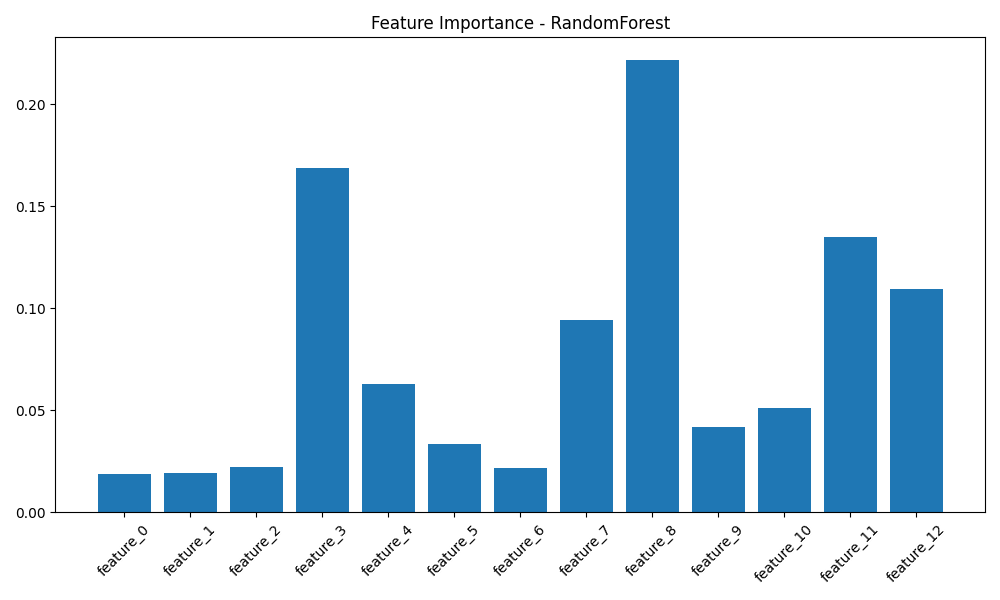 Feature Importance - RandomForest
0.20
0.15
0.10
0.05
0.00
feature_0
feature_1
feature_2
feature_3
feature_4
feature_5
feature_6
feature_7
feature_8
feature_9
feature_10
feature_11
feature_12